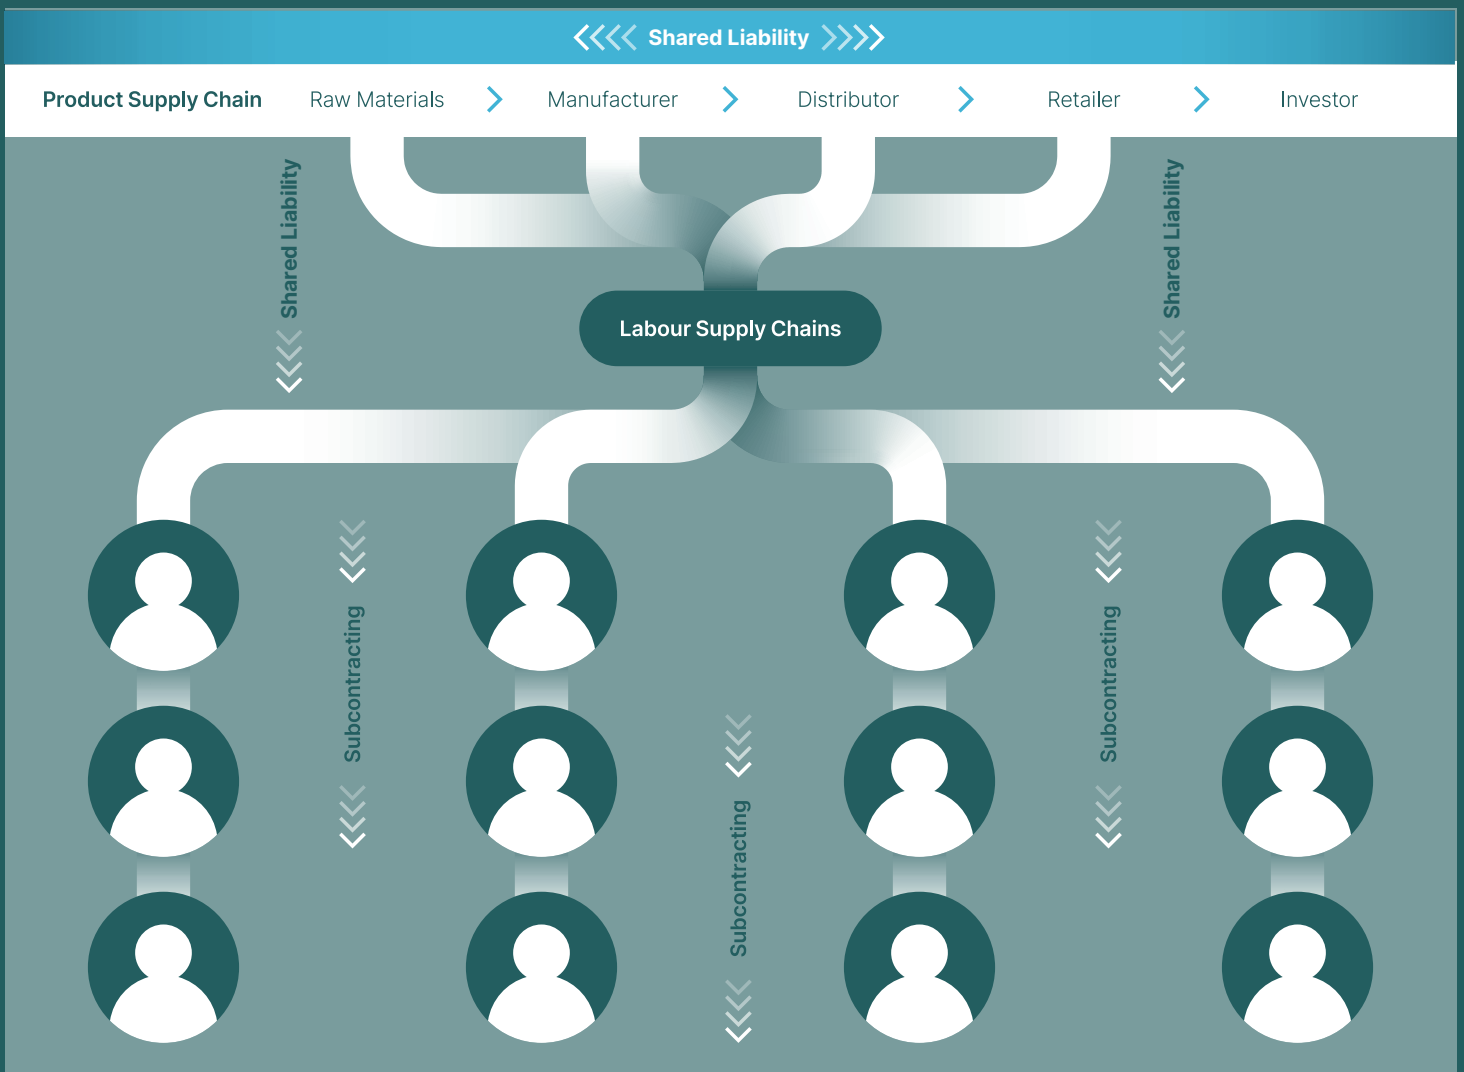 Shared Liability
Product Supply Chain Raw Materials Manufacturer Distributor Retailer Investor
Shared Liability
Shared Liability
Labour Supply Chains
Subcontracting
Subcontracting
Subcontracting